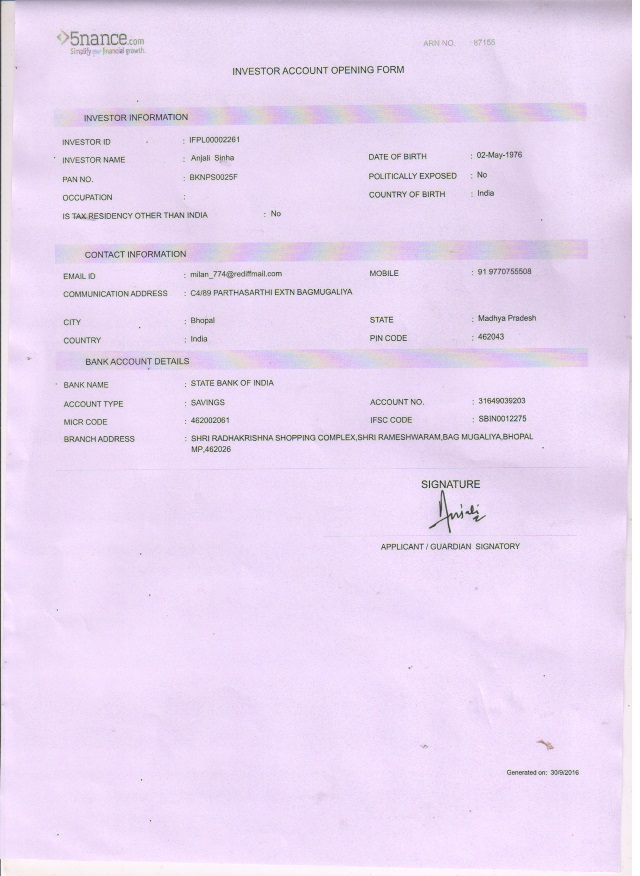 5nance.com
Simplify our financial growth.
ARN NO. : 87155
INVESTOR ACCOUNT OPENING FORM
INVESTOR INFORMATION
INVESTOR ID : IFPL00002261
INVESTOR NAME : Anjali Sinha DATE OF BIRTH : 02-May-1976
PAN NO. : BKNPS0025F POLITICALLY EXPOSED : No
OCCUPATION : COUNTRY OF BIRTH : India
IS TAX RESIDENCY OTHER THAN INDIA : No
CONTACT INFORMATION
EMAIL ID : milan_774@rediffmail.com MOBILE : 91 9770755508
COMMUNICATION ADDRESS : C4/89 PARTHASARTHI EXTN BAGMUGALIYA
CITY : Bhopal STATE : Madhya Pradesh
COUNTRY : India PIN CODE : 462043
BANK ACCOUNT DETAILS
BANK NAME : STATE BANK OF INDIA
ACCOUNT TYPE : SAVINGS ACCOUNT NO. : 31649039203
MICR CODE : 462002061 IFSC CODE : SBIN0012275
BRANCH ADDRESS : SHRI RADHAKRISHNA SHOPPING COMPLEX,SHRI RAMESHWARAM,BAG MUGALIYA,BHOPAL
MP,462026
SIGNATURE
Anjali
APPLICANT / GUARDIAN SIGNATORY
Generated on: 30/9/2016